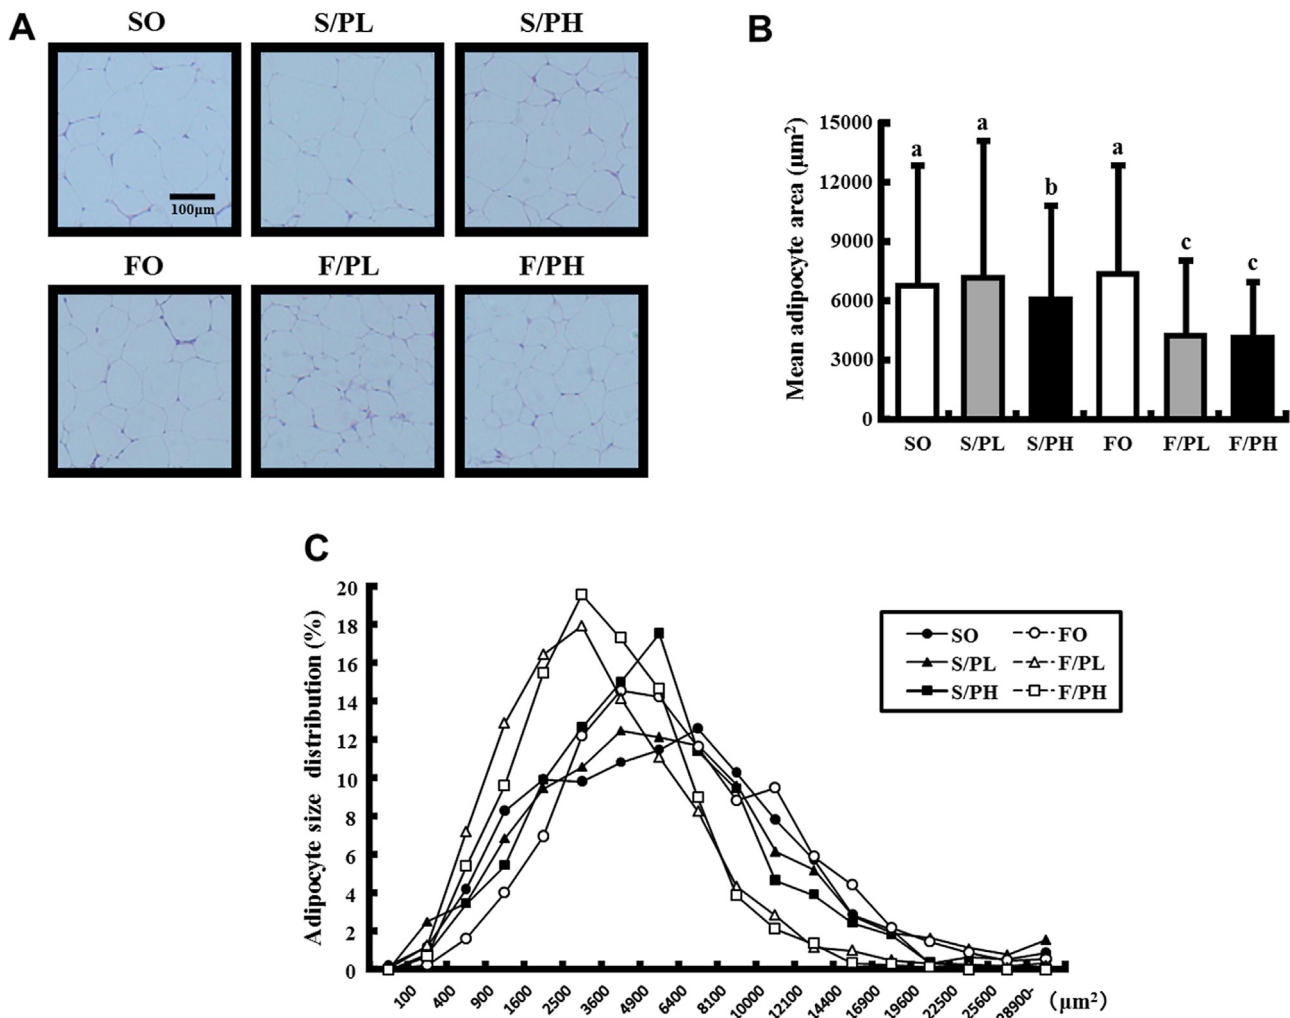 A
SO
S/PL
S/PH
100μm
FO
F/PL
F/PH
B
Mean adipocyte area (μm²)
15000
12000
9000
6000
3000
0
a
a
b
a
c
c
SO
S/PL
S/PH
FO
F/PL
F/PH
C
Adipocyte size distribution (%)
20
18
16
14
12
10
8
6
4
2
0
100
400
900
1600
2500
3600
4900
6400
8100
10000
12100
14400
16900
19600
22500
25600
28900-
(μm²)
SO
FO
S/PL
F/PL
S/PH
F/PH